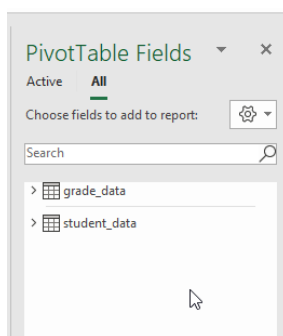 PivotTable Fields
Active All
Choose fields to add to report:
Search
grade_data
student_data